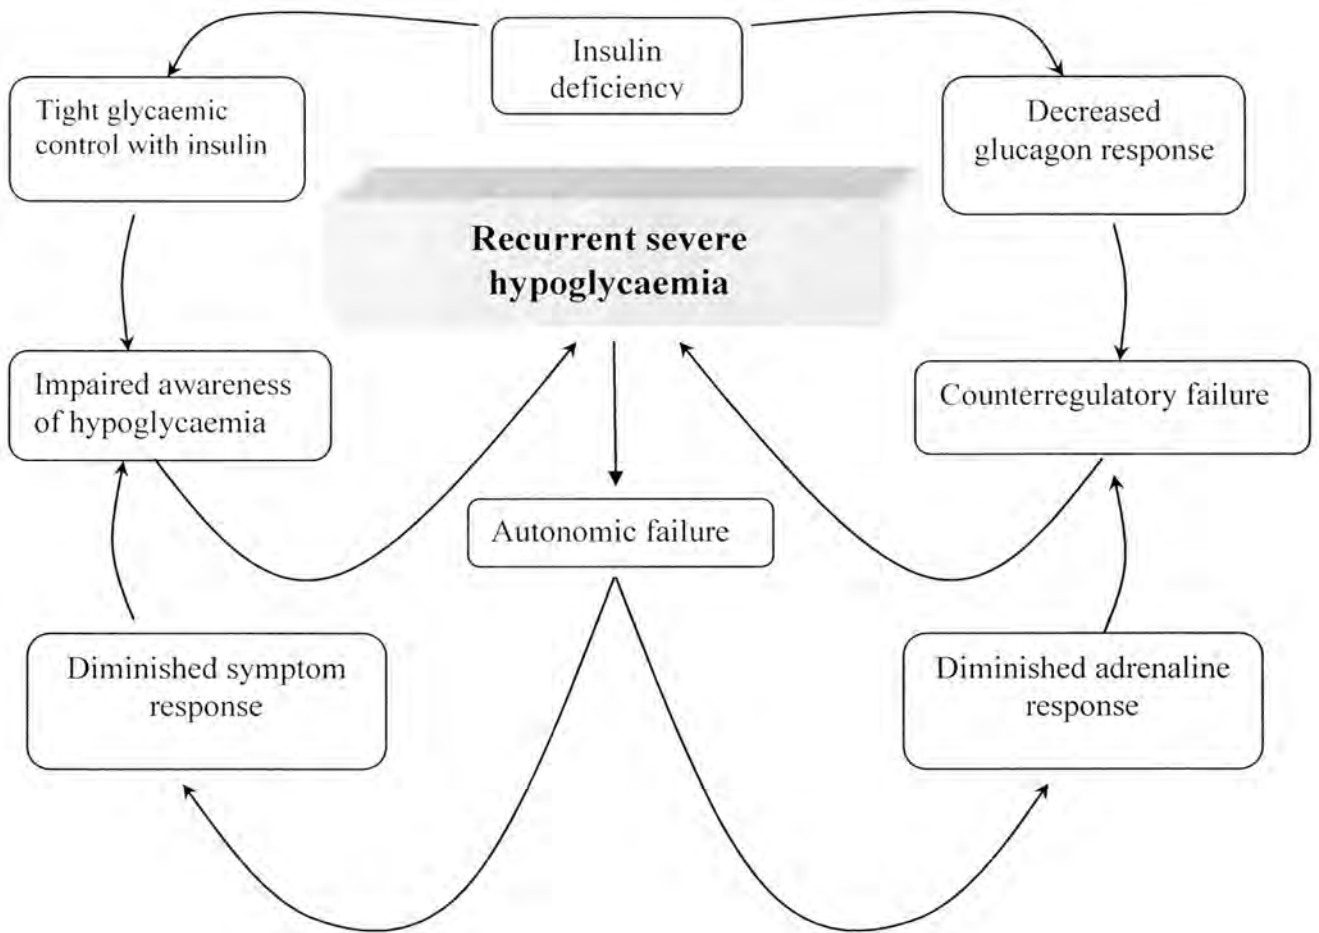 Insulin
deficiency
Tight glycaemic
control with insulin
Decreased
glucagon response
Recurrent severe
hypoglycaemia
Impaired awareness
of hypoglycaemia
Counterregulatory failure
Autonomic failure
Diminished symptom
response
Diminished adrenaline
response